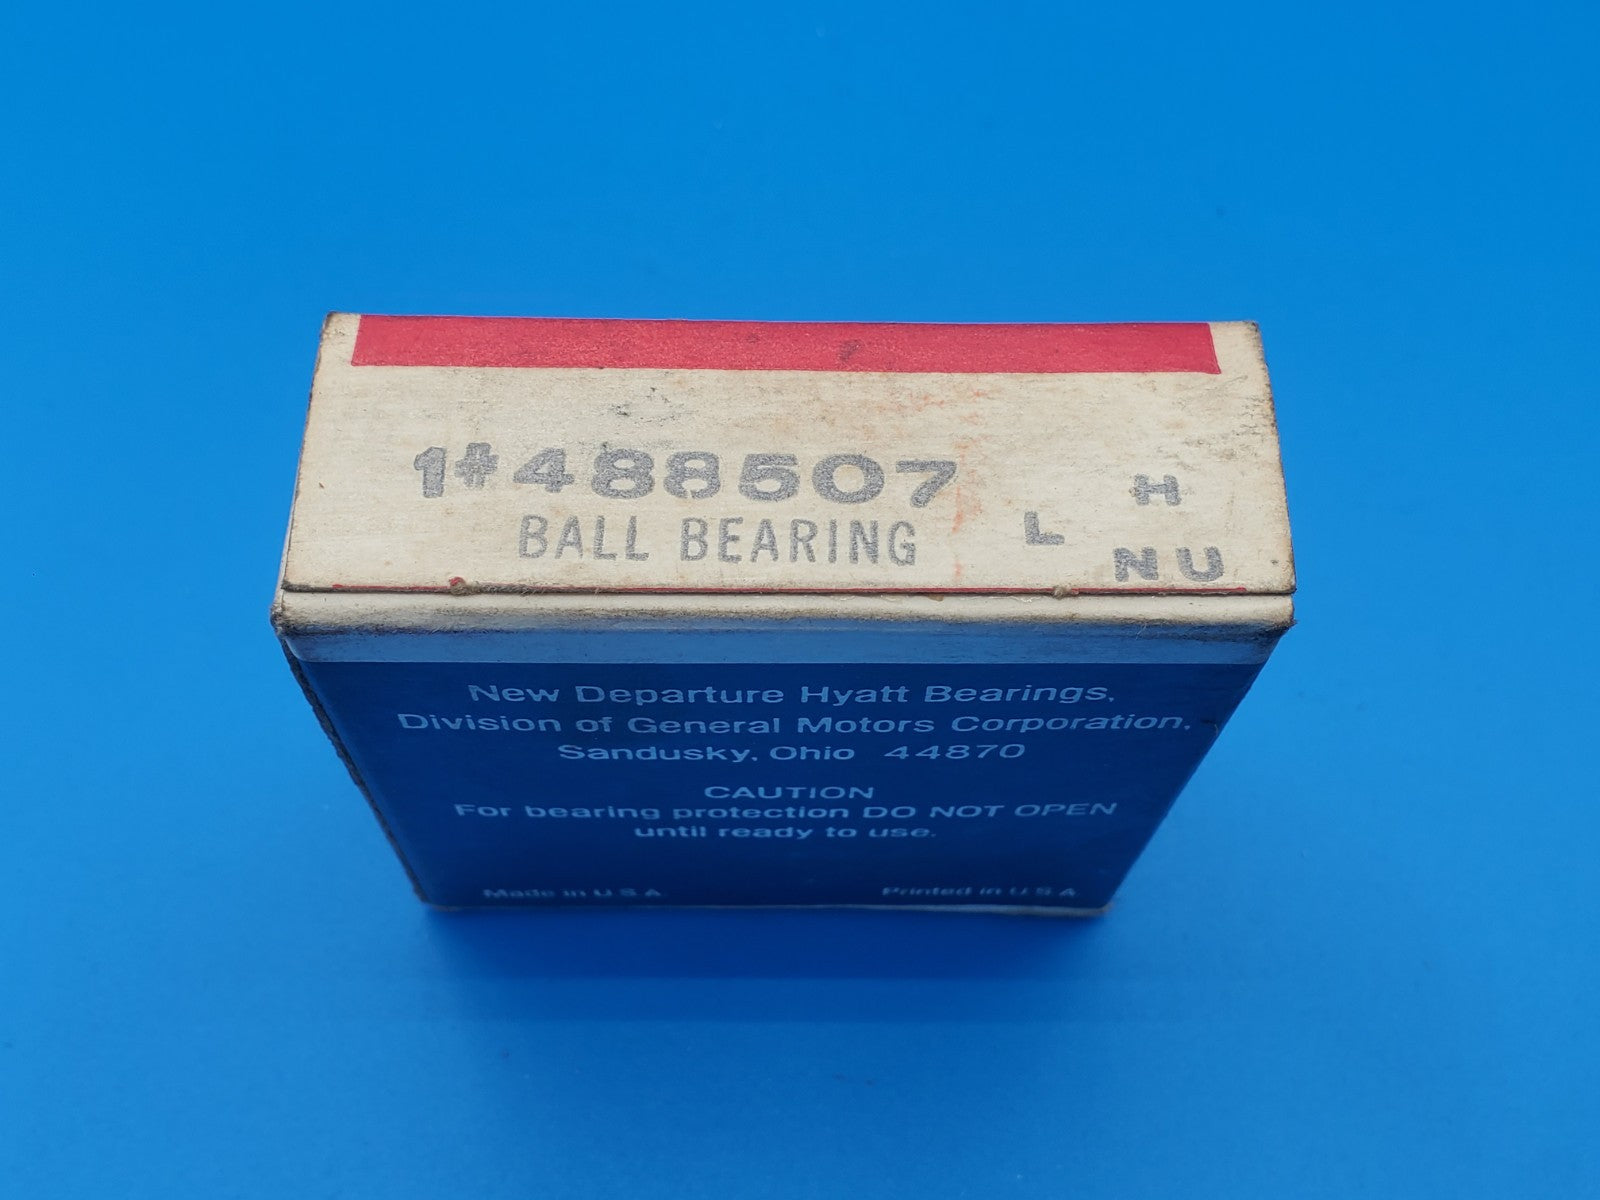 1#488507
BALL BEARING
L
H
NU
New Departure Hyatt Bearings,
Division of General Motors Corporation,
Sandusky, Ohio 44870
CAUTION
For bearing protection DO NOT OPEN
until ready to use.
Made in U S A
Printed in U S A